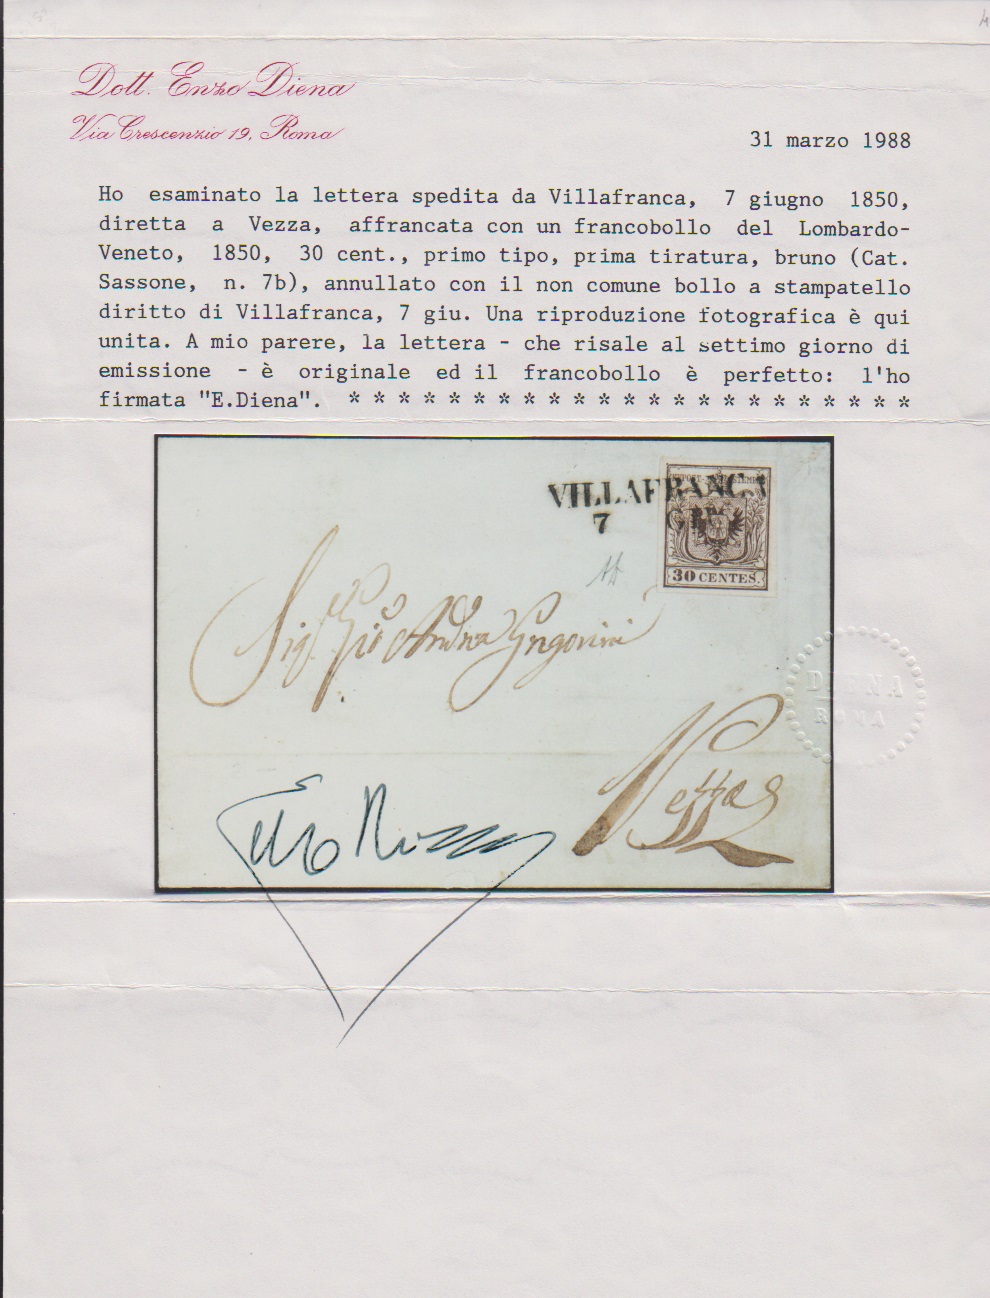 Dott. Enzo Diena
Via Crescenzio 19, Roma
31 marzo 1988
Ho esaminato la lettera spedita da Villafranca, 7 giugno 1850,
diretta a Vezza, affrancata con un francobollo del Lombardo-
Veneto, 1850, 30 cent., primo tipo, prima tiratura, bruno (Cat.
Sassone, n. 7b), annullato con il non comune bollo a stampatello
diritto di Villafranca, 7 giu. Una riproduzione fotografica è qui
unita. A mio parere, la lettera - che risale al settimo giorno di
emissione - è originale ed il francobollo è perfetto: l'ho
firmata "E.Diena". * * * * * * * * * * * * * * * * * * * * * * *
VILLAFRANCA
7 GIU
30 CENTES.
Sig. Gio Andrea
Vezza
DIENA
ROMA